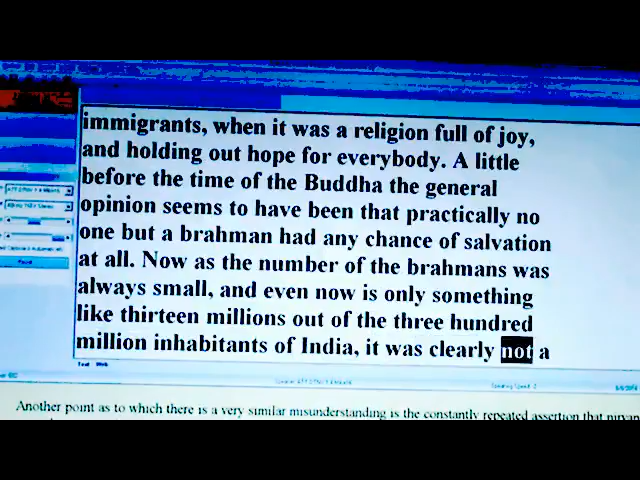 immigrants, when it was a religion full of joy,
and holding out hope for everybody. A little
before the time of the Buddha the general
opinion seems to have been that practically no
one but a brahman had any chance of salvation
at all. Now as the number of the brahmans was
always small, and even now is only something
like thirteen millions out of the three hundred
million inhabitants of India, it was clearly not a
Text Web
Another point as to which there is a very similar misunderstanding is the constantly repeated assertion that nirvan